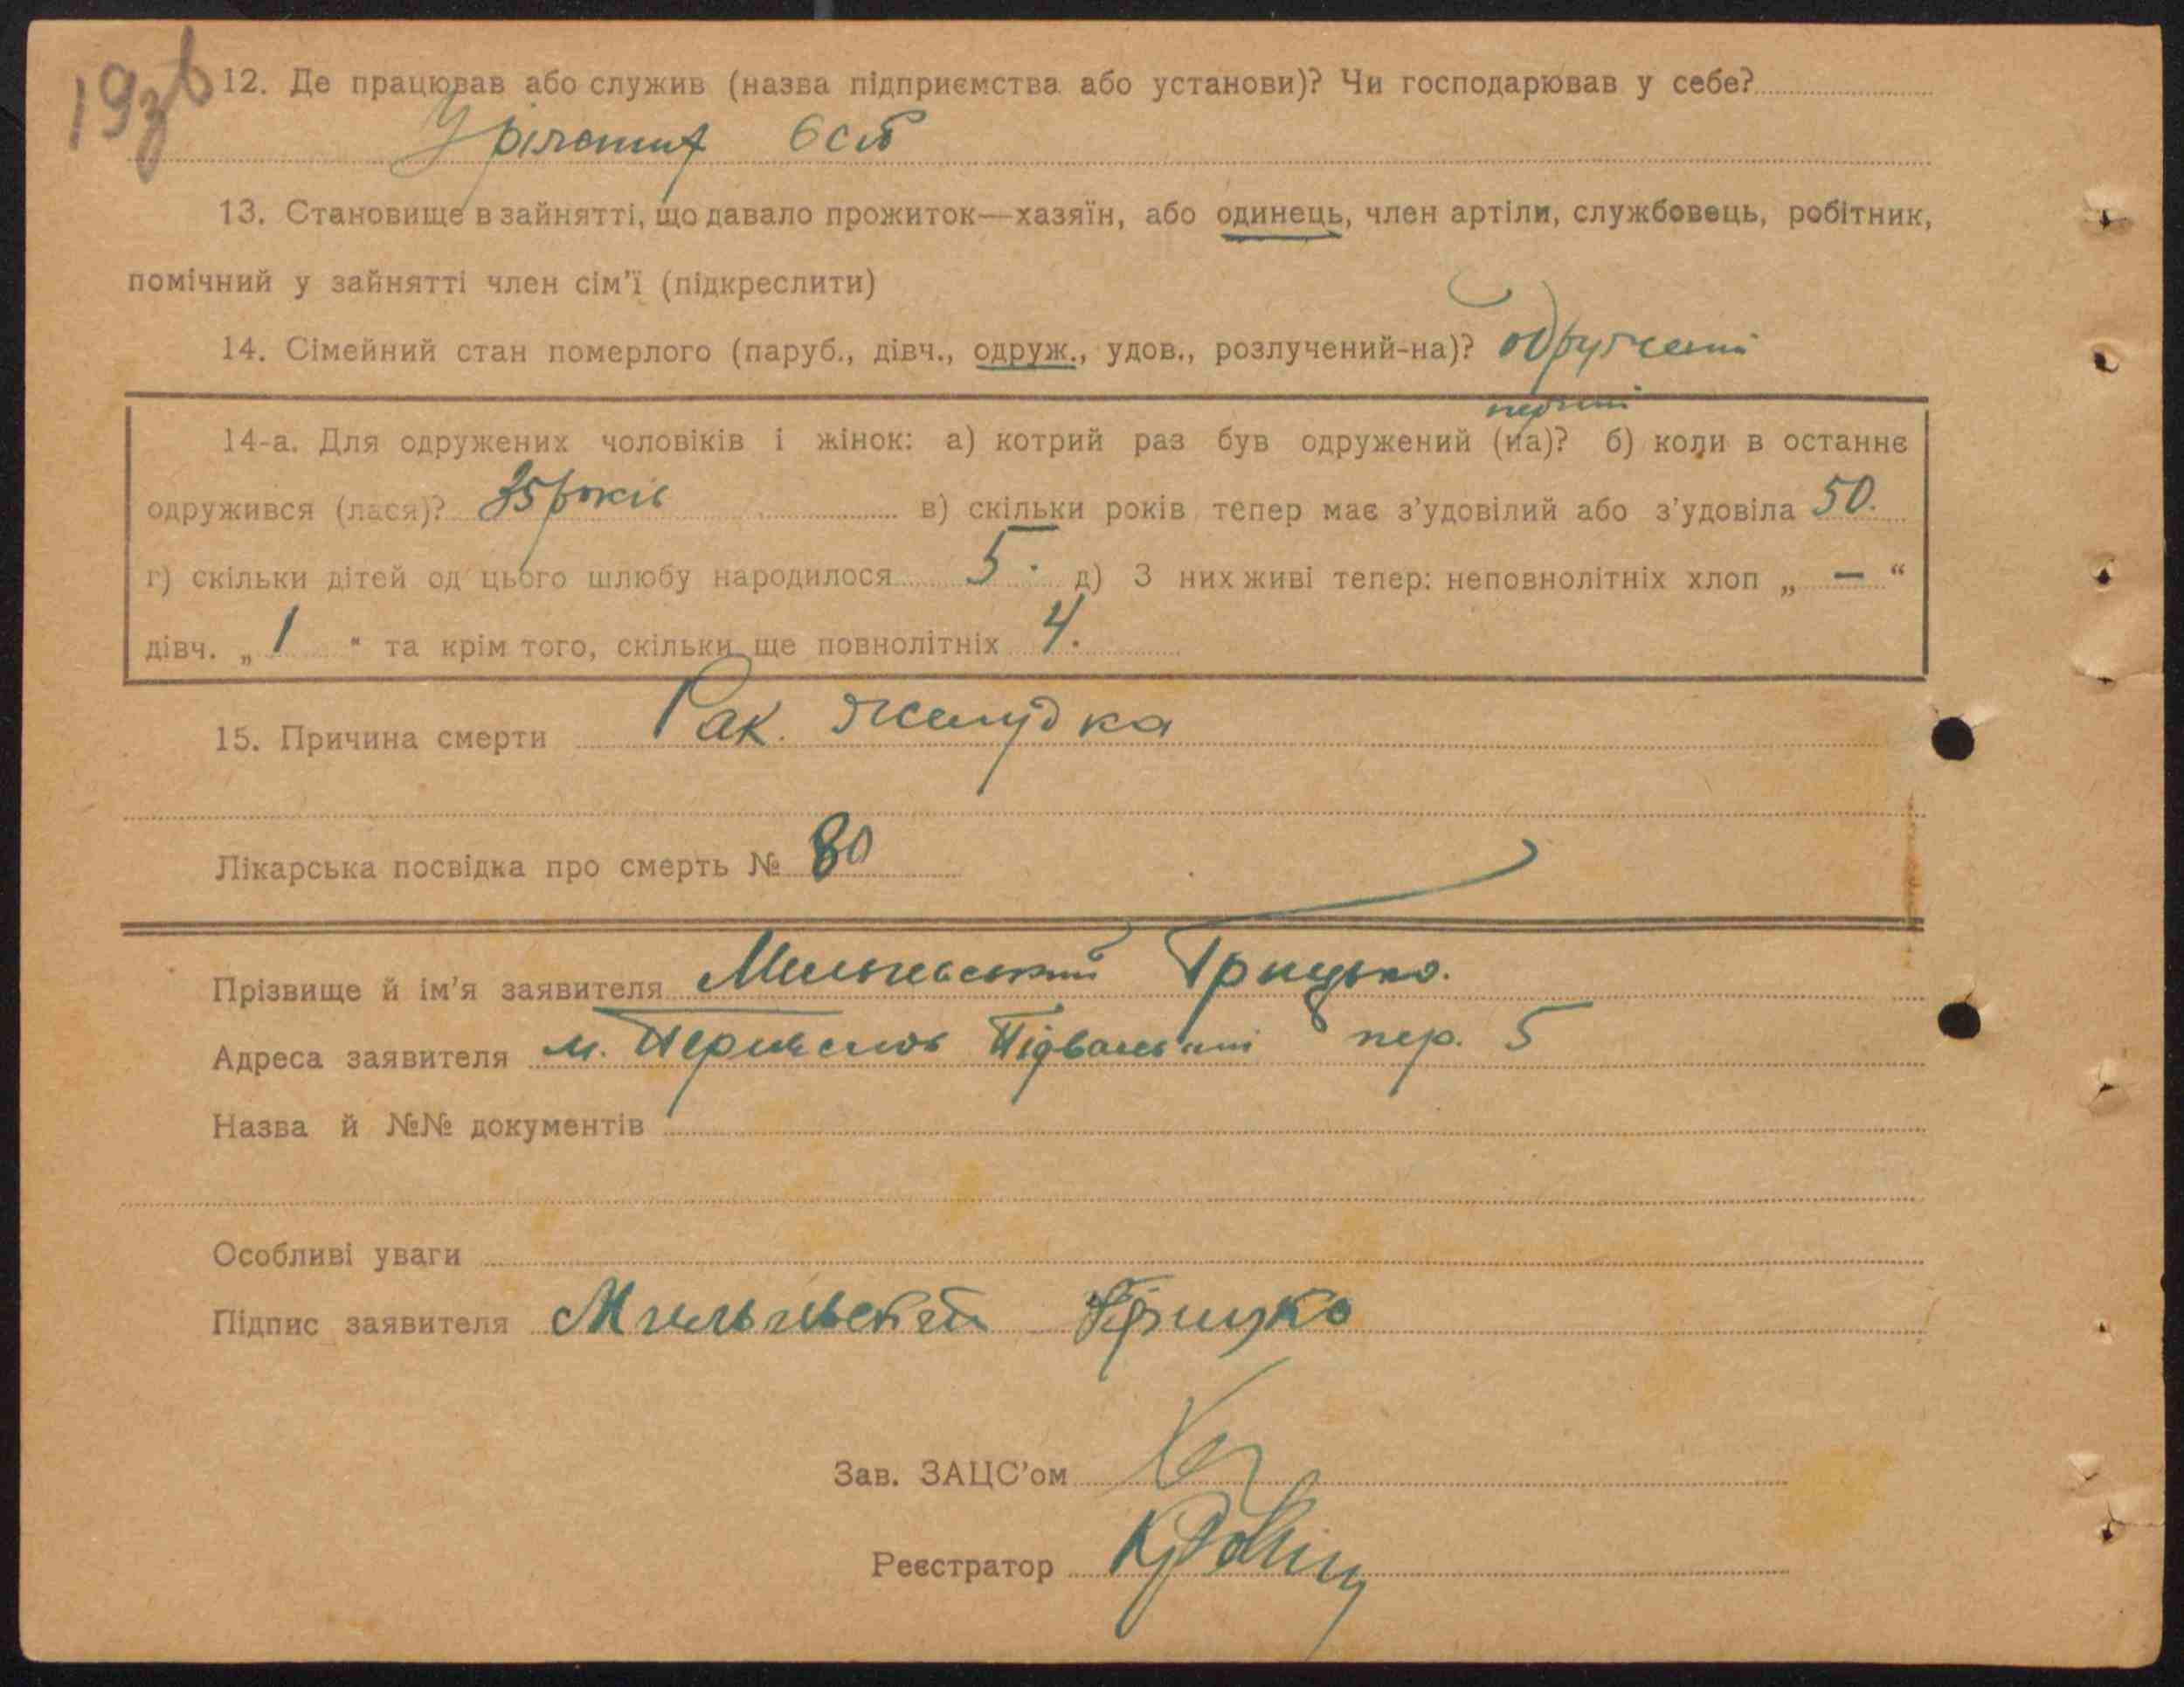 193б
12. Де працював або служив (назва підприємства або установи)? Чи господарював у себе?
У
13. Становище в зайнятті, що давало прожиток—хазяїн, або одинець, член артіли, службовець, робітник,
помічний у зайнятті член сім'ї (підкреслити)
14. Сімейний стан померлого (паруб., дівч., одруж., удов., розлучений-на)? одружений
перший
14-а. Для одружених чоловіків і жінок: а) котрий раз був одружений (на)? б) коли в останнє
одружився (лася)? 35 років в) скільки років тепер має з'удовілий або з'удовіла 50.
г) скільки дітей од цього шлюбу народилося 5. д) З них живі тепер: неповнолітніх хлоп „ — “
дівч. „ 1 “ та крім того, скільки ще повнолітніх 4.
15. Причина смерти Рак. желудка
Лікарська посвідка про смерть № 80
Прізвище й ім'я заявителя Грицько.
Адреса заявителя м. пер. 5
Назва й №№ документів
Особливі уваги
Підпис заявителя Грицько
Зав. ЗАЦС'ом
Реєстратор